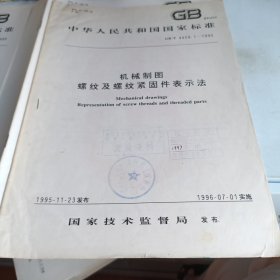 GB
中华人民共和国国家标准
机械制图
螺纹及螺纹紧固件表示法
Mechanical drawings
Representation of screw threads and threaded parts
1995-11-23发布
1996-07-01实施
国家技术监督局 发布